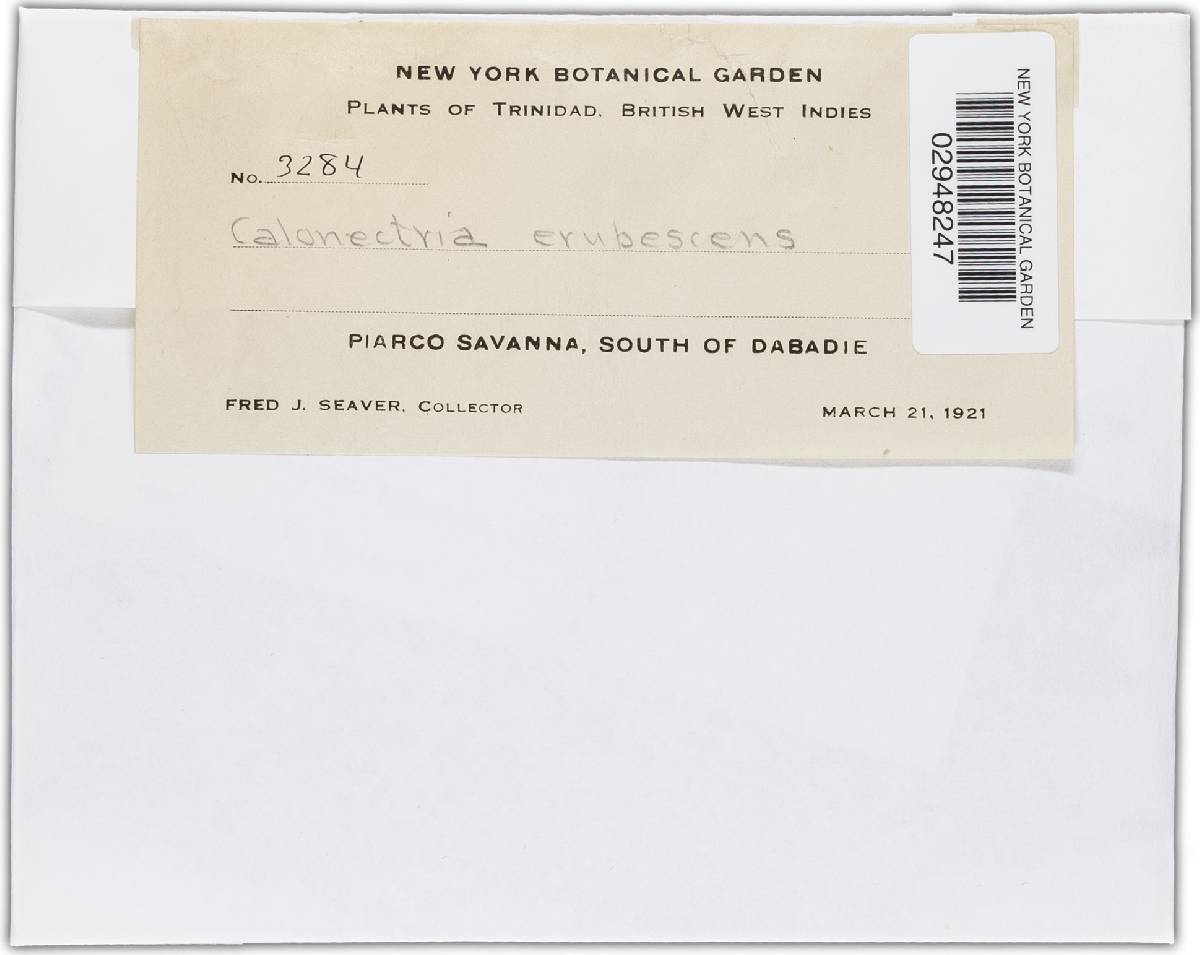 NEW YORK BOTANICAL GARDEN
PLANTS OF TRINIDAD, BRITISH WEST INDIES
No. 3284
Calonectria erubescens
PIARCO SAVANNA, SOUTH OF DABADIE
FRED J. SEAVER, COLLECTOR
MARCH 21, 1921
NEW YORK BOTANICAL GARDEN
02948247